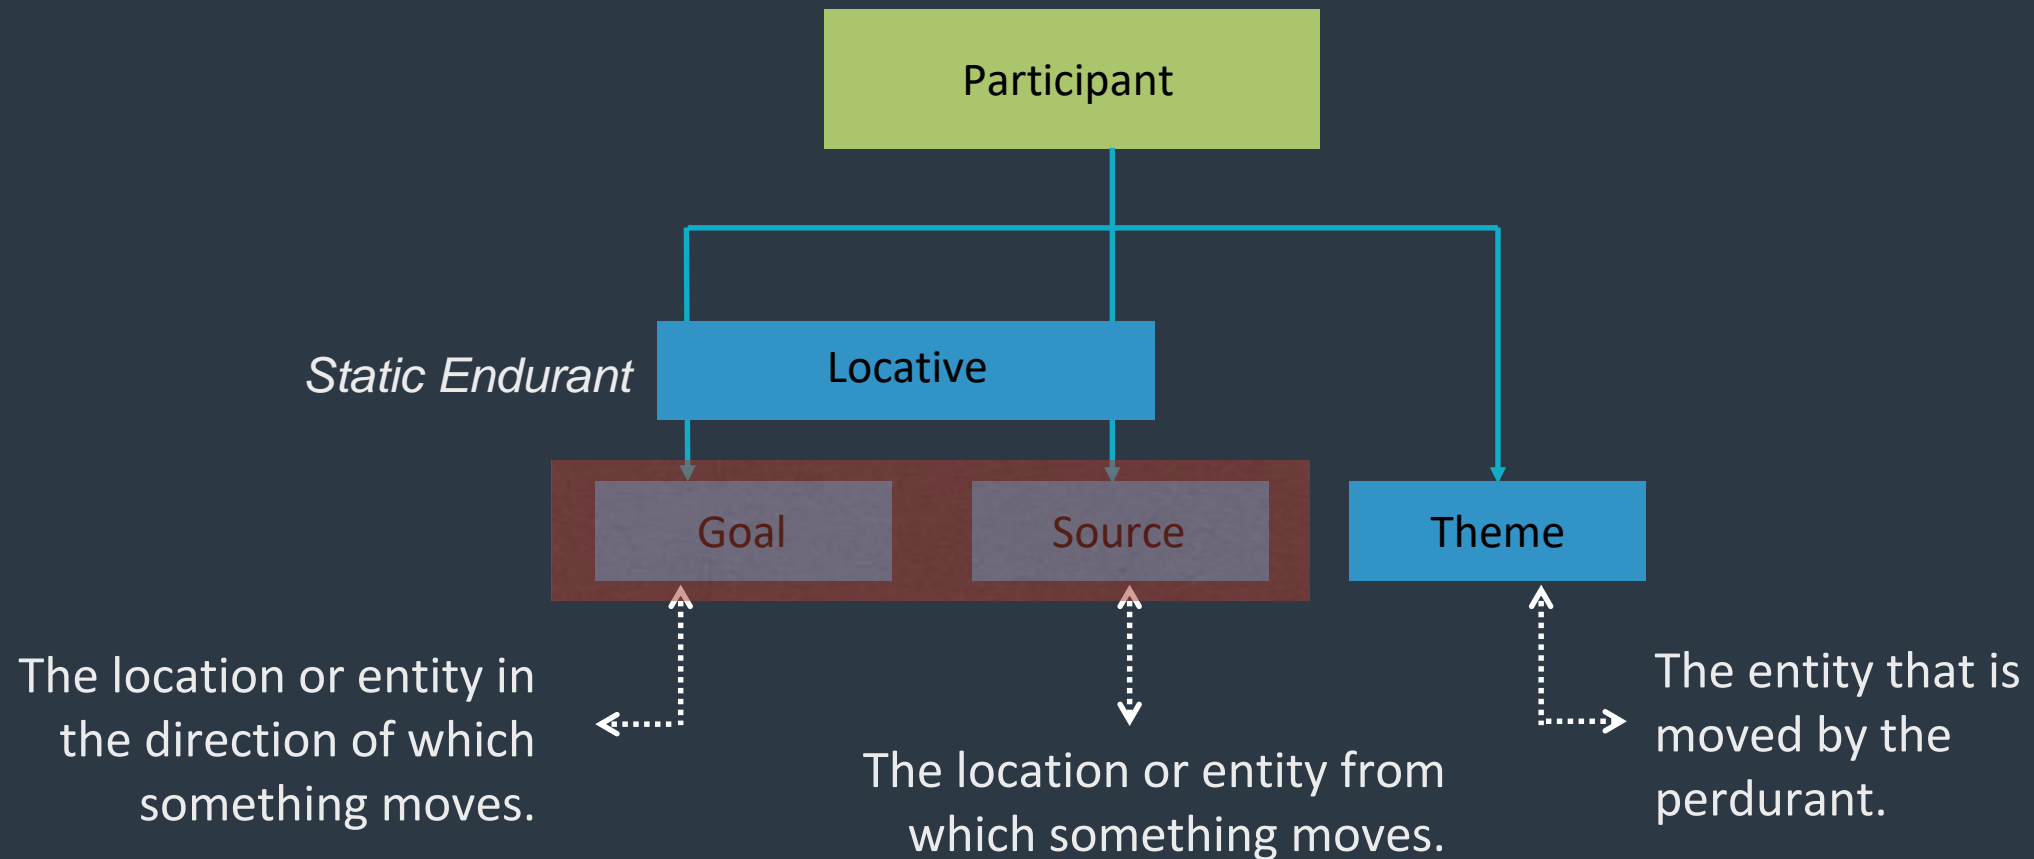 Participant
Static Endurant
Locative
Goal
Source
Theme
The location or entity in
the direction of which
something moves.
The location or entity from
which something moves.
The entity that is
moved by the
perdurant.